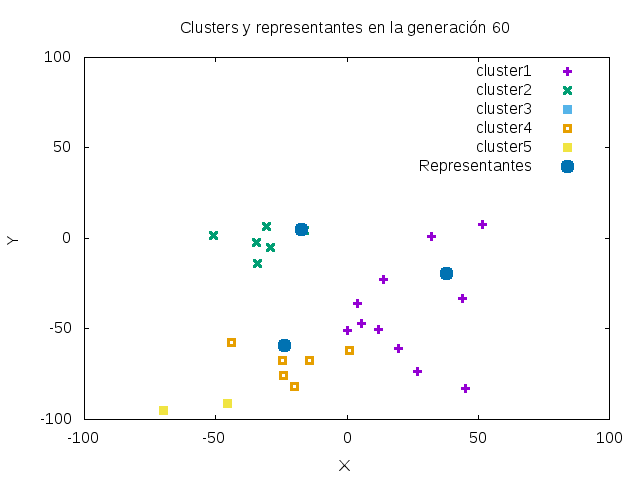 Clusters y representantes en la generación 60
100
50
0
-50
-100
-100 -50 0 50 100
Y
X
cluster1
cluster2
cluster3
cluster4
cluster5
Representantes